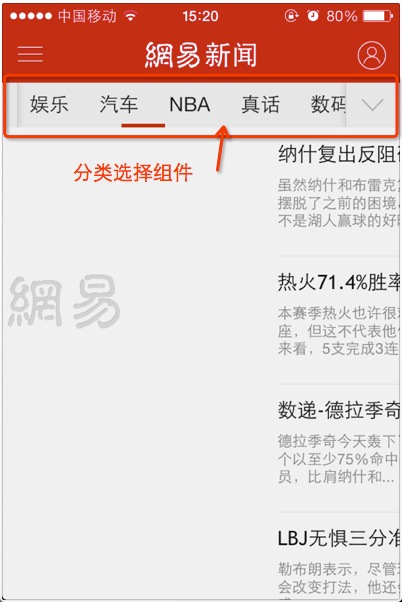 中国移动
15:20
80%
網易新闻
娱乐
汽车
NBA
真话
数码
分类选择组件
纳什复出反阻
虽然纳什和布雷克
摆脱了之前的困境
不是湖人赢球的好
網易
热火71.4%胜率
本赛季热火也许很
座，但这不代表他
来看，5支完成3连
数递-德拉季奇
德拉季奇今天轰下
个以至少75%命中
员，比肩纳什和...
LBJ无惧三分
勒布朗表示，尽管
会改变打法，他还